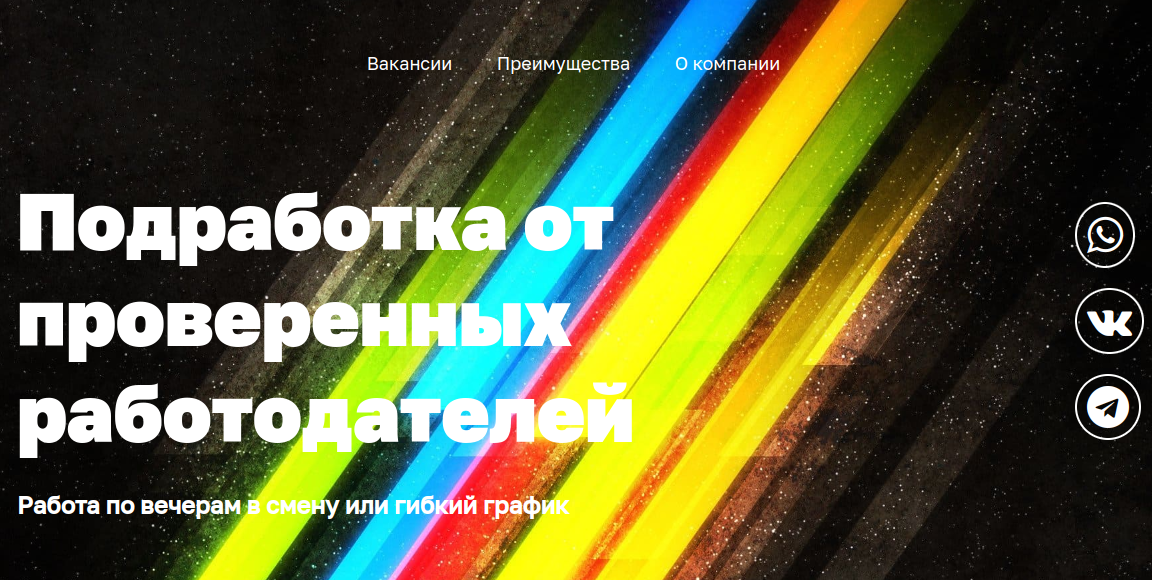 Вакансии Преимущества О компании
Подработка от
проверенных
работодателей
Работа по вечерам в смену или гибкий график